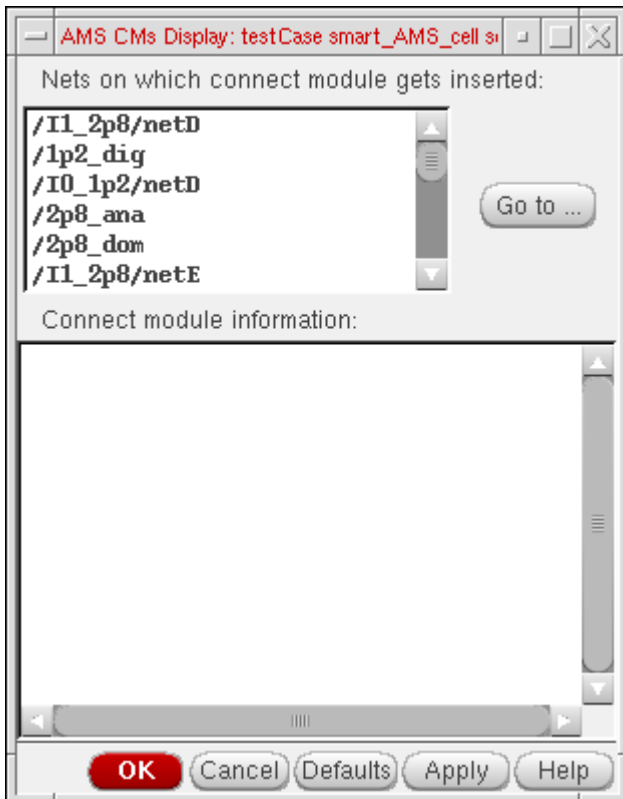 AMS CMs Display: testCase smart_AMS_cell
Nets on which connect module gets inserted:
/I1_2p8/netD
/1p2_dig
/I0_1p2/netD
/2p8_ana
/2p8_dom
/I1_2p8/netE
Go to ...
Connect module information:
OK Cancel Defaults Apply Help